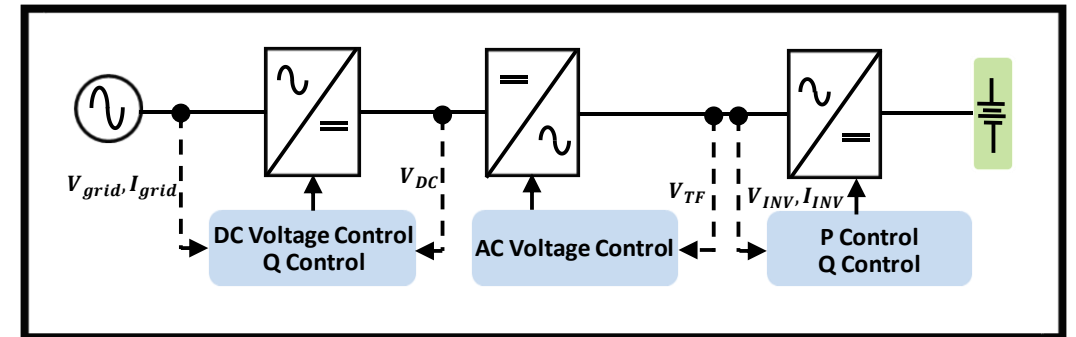 V_grid, I_grid
V_DC
V_TF
V_INV, I_INV
DC Voltage Control
Q Control
AC Voltage Control
P Control
Q Control